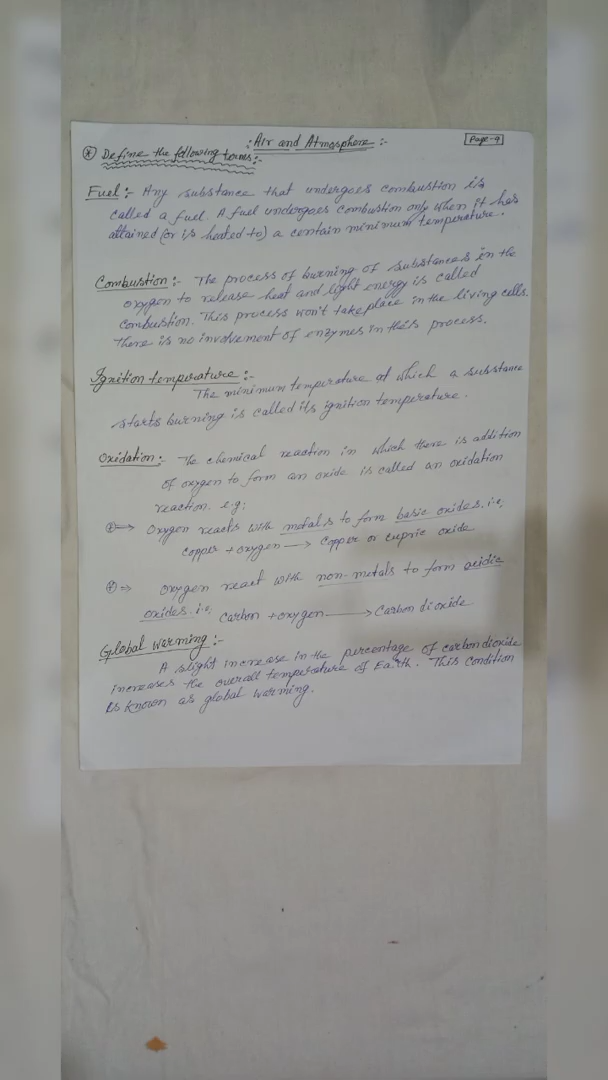 : Air and Atmosphere :-
Page-9
* Define the following terms:-
Fuel:- Any substance that undergoes combustion is
called a fuel. A fuel undergoes combustion only when it has
attained (or is heated to) a certain minimum temperature.
Combustion:- The process of burning of substances in the
oxygen to release heat and light energy is called
combustion. This process won't take place in the living cells.
There is no involvement of enzymes in this process.
Ignition temperature:-
The minimum temperature at which a substance
starts burning is called its ignition temperature.
Oxidation:- The chemical reaction in which there is addition
of oxygen to form an oxide is called an oxidation
reaction. e.g:
⇒ Oxygen reacts with metals to form basic oxides. i.e,
copper + oxygen → Copper or cupric oxide
⇒ oxygen react with non-metals to form acidic
oxides. i.e, Carbon + oxygen → Carbon dioxide
Global warming:-
A slight increase in the percentage of carbon dioxide
increases the overall temperature of Earth. This condition
is known as global warming.